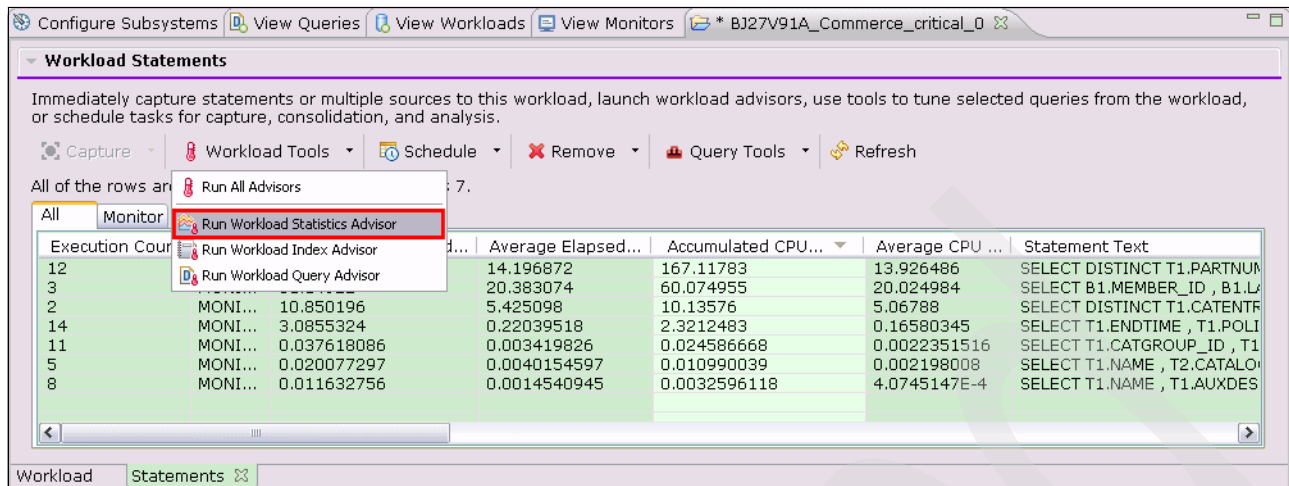 Configure Subsystems View Queries View Workloads View Monitors * BJ27V91A_Commerce_critical_0
Workload Statements
Immediately capture statements or multiple sources to this workload, launch workload advisors, use tools to tune selected queries from the workload,
or schedule tasks for capture, consolidation, and analysis.
Capture Workload Tools Schedule Remove Query Tools Refresh
All of the rows are 7.
Run All Advisors
All Monitor
Run Workload Statistics Advisor
Run Workload Index Advisor
Run Workload Query Advisor
Execution Coun d... Average Elapsed... Accumulated CPU... Average CPU ... Statement Text
12 14.196872 167.11783 13.926486 SELECT DISTINCT T1.PARTNUM
3 20.383074 60.074955 20.024984 SELECT B1.MEMBER_ID , B1.LA
2 MONI... 10.850196 5.425098 10.13576 5.06788 SELECT DISTINCT T1.CATENTR
14 MONI... 3.0855324 0.22039518 2.3212483 0.16580345 SELECT T1.ENDTIME , T1.POLI
11 MONI... 0.037618086 0.003419826 0.024586668 0.0022351516 SELECT T1.CATGROUP_ID , T1
5 MONI... 0.020077297 0.0040154597 0.010990039 0.002198008 SELECT T1.NAME , T2.CATALO
8 MONI... 0.011632756 0.0014540945 0.0032596118 4.0745147E-4 SELECT T1.NAME , T1.AUXDES
Workload Statements